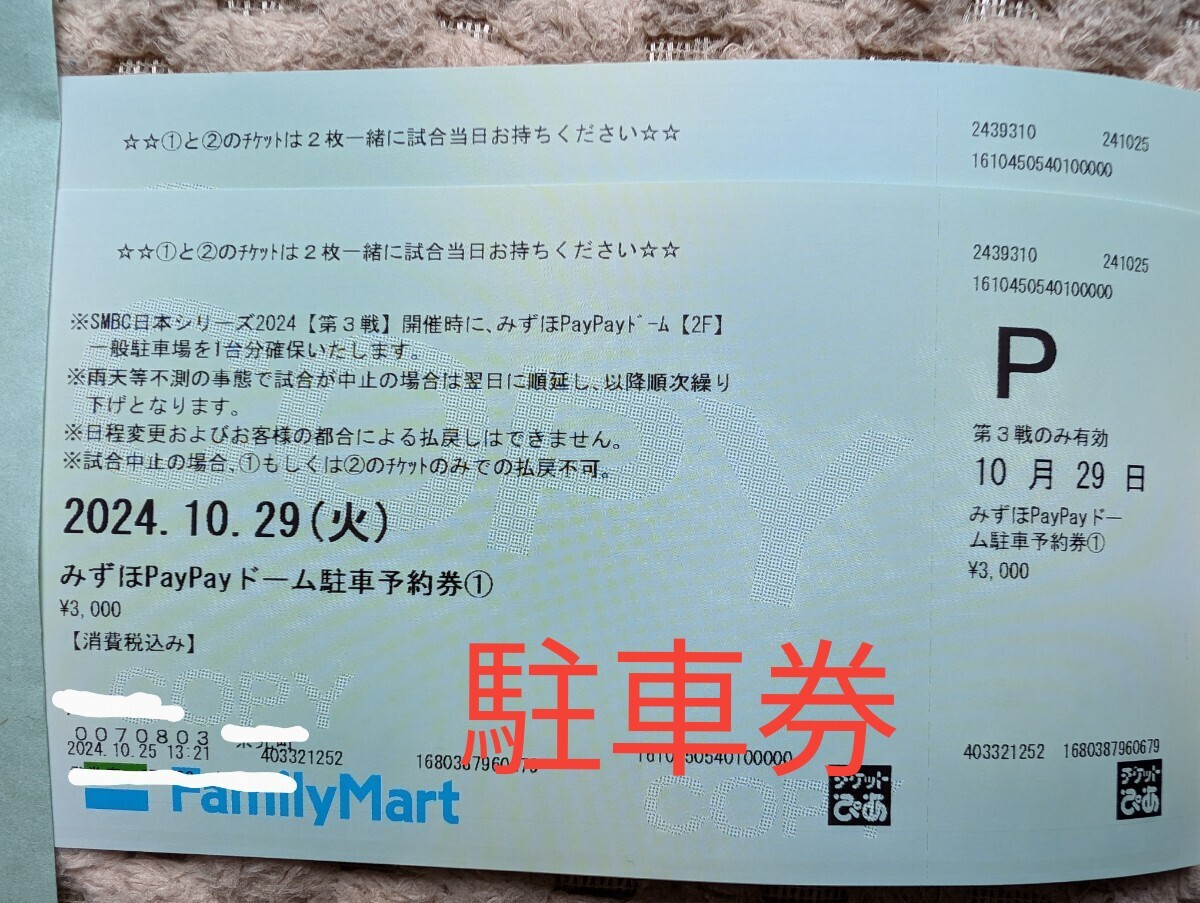 ☆☆①と②のﾁｹｯﾄは２枚一緒に試合当日お持ちください☆☆
2439310 241025
1610450540100000
☆☆①と②のﾁｹｯﾄは２枚一緒に試合当日お持ちください☆☆
2439310 241025
1610450540100000
※SMBC日本シリーズ2024【第３戦】開催時に、みずほPayPayﾄﾞｰﾑ【2F】
一般駐車場を1台分確保いたします。
※雨天等不測の事態で試合が中止の場合は翌日に順延し、以降順次繰り
下げとなります。
※日程変更およびお客様の都合による払戻しはできません。
※試合中止の場合、①もしくは②のﾁｹｯﾄのみでの払戻不可。
2024.10.29(火)
みずほPayPayドーム駐車予約券①
¥3,000
【消費税込み】
P
第３戦のみ有効
10 月 29 日
みずほPayPayドー
ム駐車予約券①
¥3,000
COPY
COPY
駐車券
0070803
2024.10.25 13:21
403321252
1610450540100000
403321252 1680387960679
FamilyMart
COPY
チケットぴあ
チケットぴあ